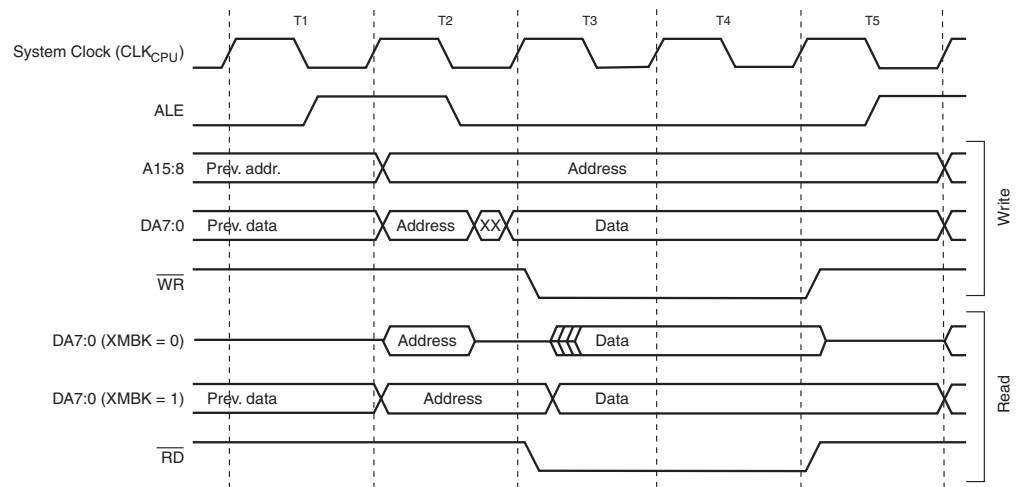 T1 T2 T3 T4 T5
System Clock (CLKCPU)
ALE
A15:8 Prev. addr. Address
DA7:0 Prev. data Address XX Data
WR
Write
DA7:0 (XMBK = 0) Address Data
DA7:0 (XMBK = 1) Prev. data Address Data
RD
Read